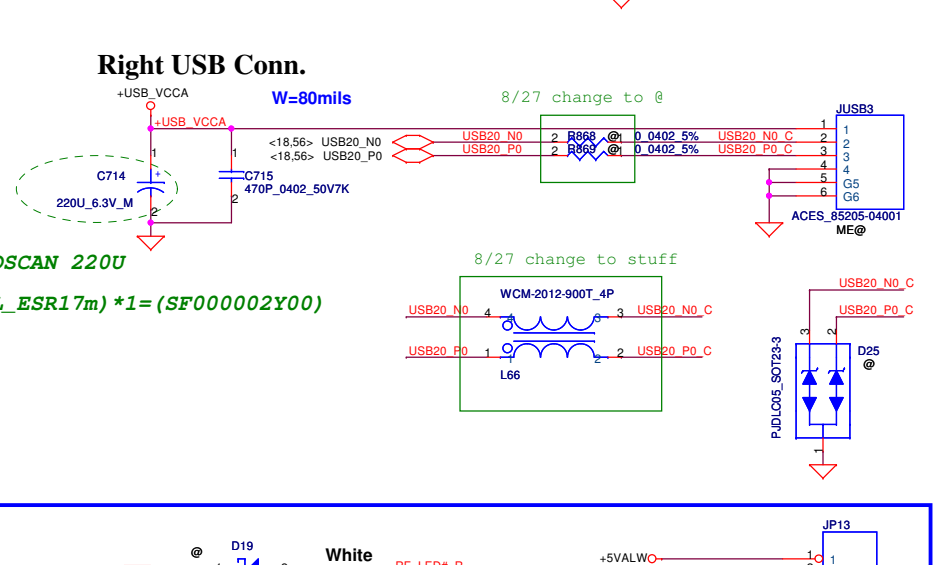 Right USB Conn.
+USB_VCCA
W=80mils
8/27 change to @
JUSB3
+USB_VCCA
<18,56> USB20_N0
USB20_N0
2 R868 @ 1 0_0402_5%
USB20_N0_C
<18,56> USB20_P0
USB20_P0
2 R869 @ 1 0_0402_5%
USB20_P0_C
1 1
2 2
3 3
4 4
5 G5
6 G6
1
1
C714
+
C715
220U_6.3V_M
470P_0402_50V7K
2
2
ACES_85205-04001
ME@
OSCAN 220U
_ESR17m)*1=(SF000002Y00)
8/27 change to stuff
WCM-2012-900T_4P
USB20_N0 4 4 3 3 USB20_N0_C
USB20_P0 1 1 2 2 USB20_P0_C
L66
USB20_N0_C
USB20_P0_C
3
2
D25
@
PJDLC05_SOT23-3
1
JP13
@
D19
White
+5VALW
1 1